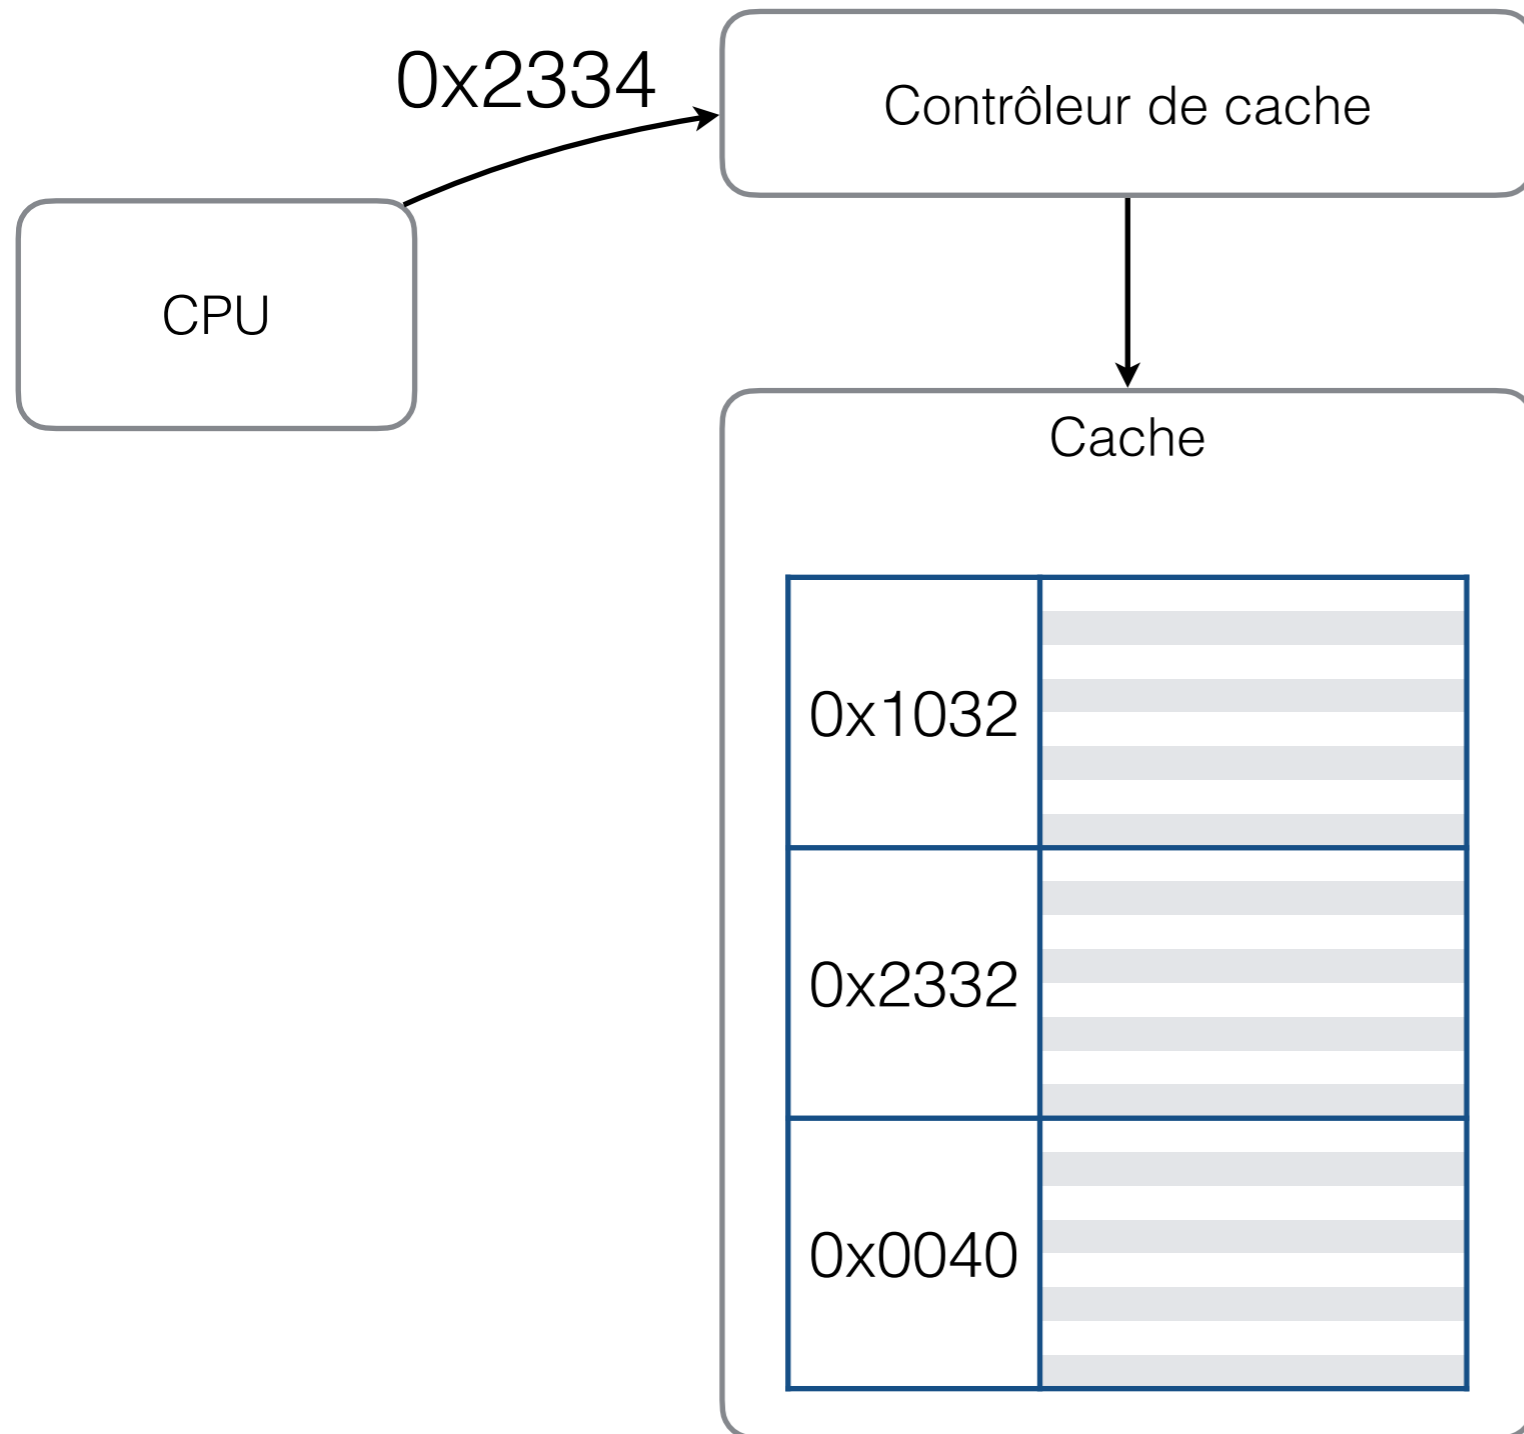 0x2334
Contrôleur de cache
CPU
Cache
0x1032
0x2332
0x0040